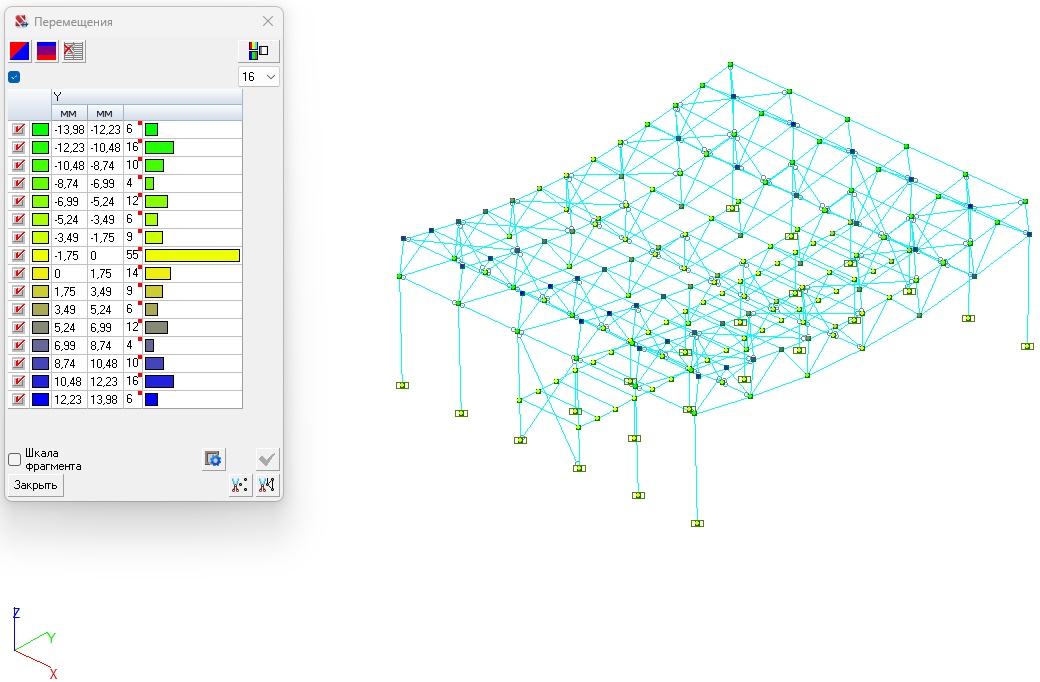 Перемещения
16
Y
мм мм
-13,98 -12,23 6
-12,23 -10,48 16
-10,48 -8,74 10
-8,74 -6,99 4
-6,99 -5,24 12
-5,24 -3,49 6
-3,49 -1,75 9
-1,75 0 55
0 1,75 14
1,75 3,49 9
3,49 5,24 6
5,24 6,99 12
6,99 8,74 4
8,74 10,48 10
10,48 12,23 16
12,23 13,98 6
Шкала
фрагмента
Закрыть
Z
Y
X